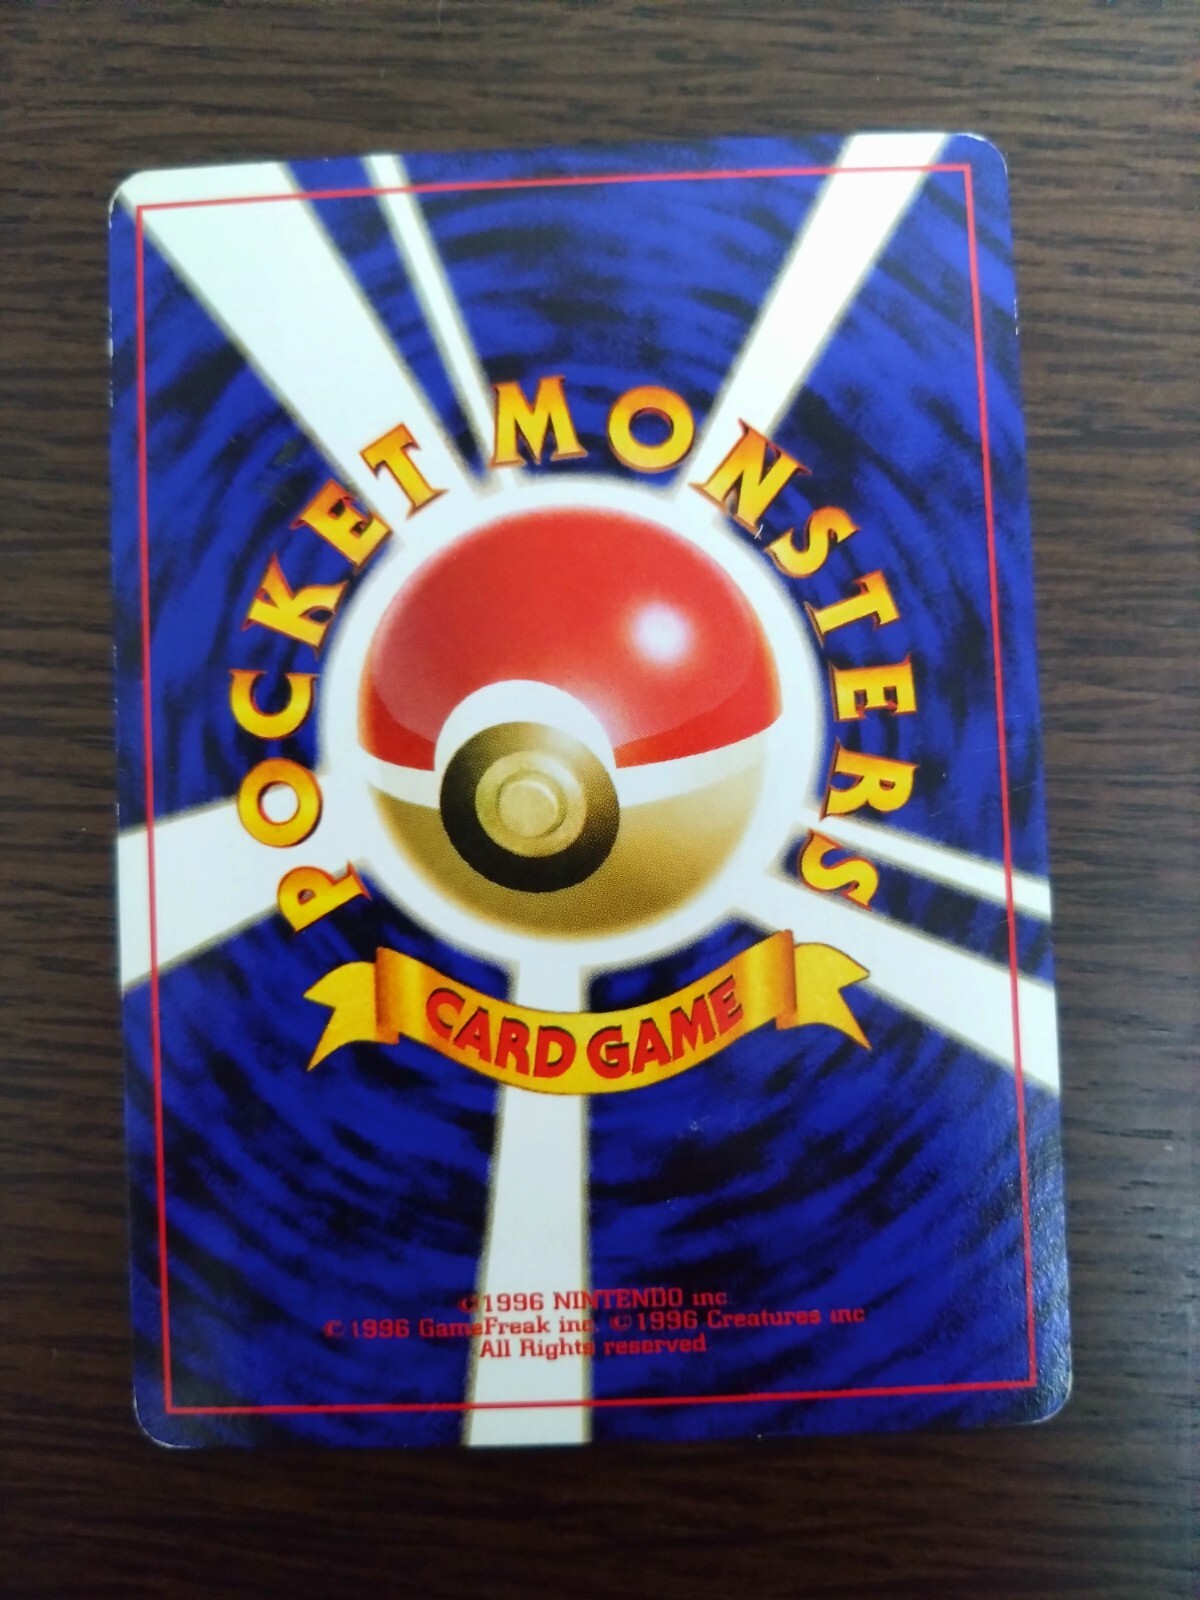 POCKET MONSTERS
CARD GAME
©1996 NINTENDO inc
©1996 GameFreak inc. ©1996 Creatures inc
All Rights reserved